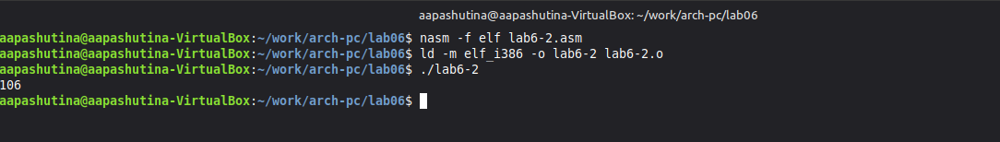 aapashutina@aapashutina-VirtualBox: ~/work/arch-pc/lab06
aapashutina@aapashutina-VirtualBox:~/work/arch-pc/lab06$ nasm -f elf lab6-2.asm
aapashutina@aapashutina-VirtualBox:~/work/arch-pc/lab06$ ld -m elf_i386 -o lab6-2 lab6-2.o
aapashutina@aapashutina-VirtualBox:~/work/arch-pc/lab06$ ./lab6-2
106
aapashutina@aapashutina-VirtualBox:~/work/arch-pc/lab06$